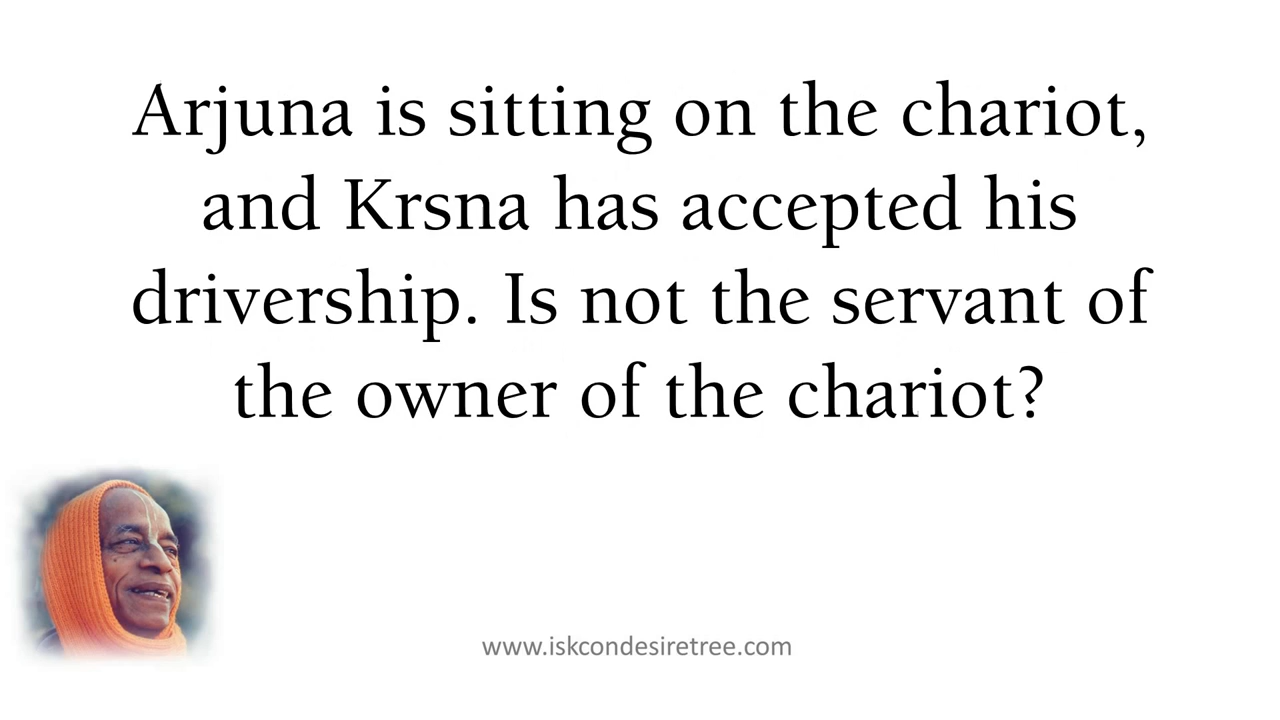 Arjuna is sitting on the chariot,
and Krsna has accepted his
drivership. Is not the servant of
the owner of the chariot?
www.iskcondesiretree.com